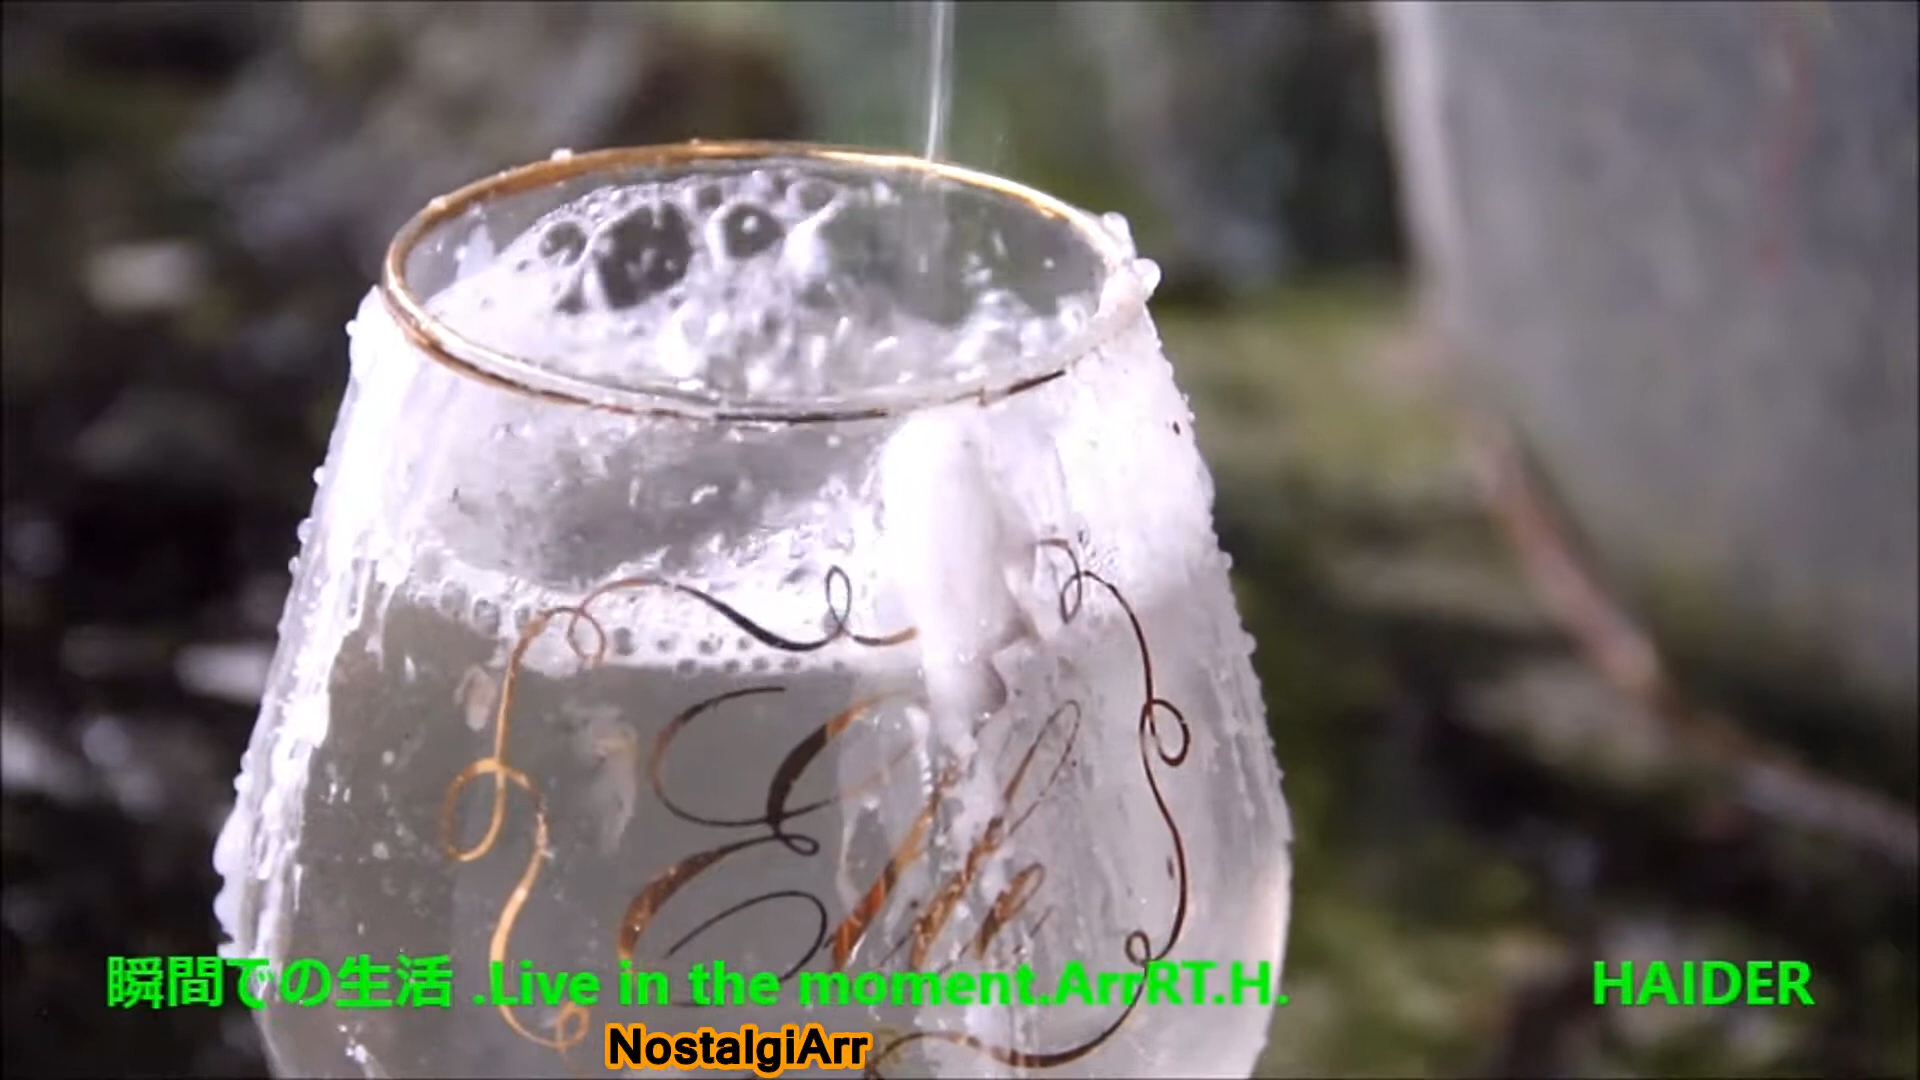 瞬間での生活 .Live in the moment.ArrRT.H. HAIDER
NostalgiArr